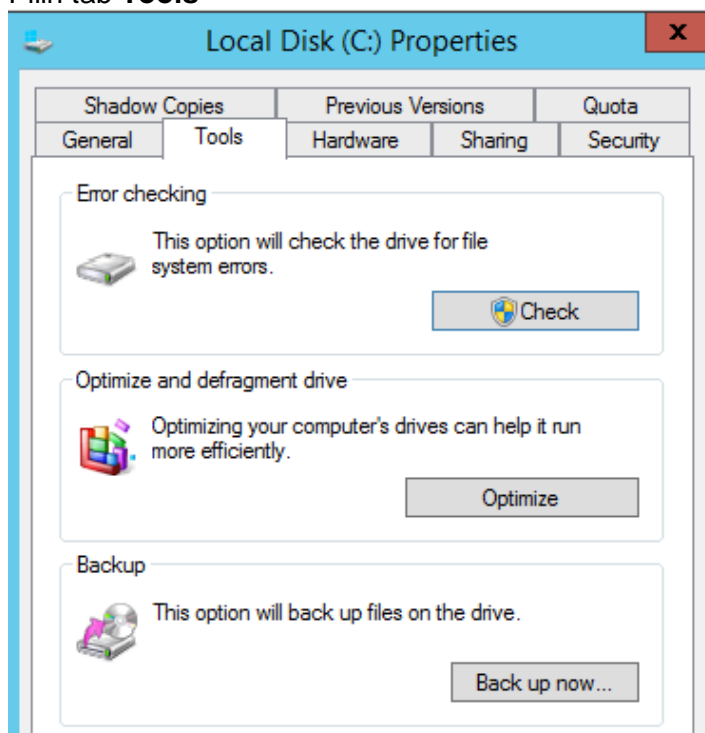 tab Tools
Local Disk (C:) Properties
x
Shadow Copies Previous Versions Quota
General Tools Hardware Sharing Security
Error checking
This option will check the drive for file
system errors.
Check
Optimize and defragment drive
Optimizing your computer's drives can help it run
more efficiently.
Optimize
Backup
This option will back up files on the drive.
Back up now...